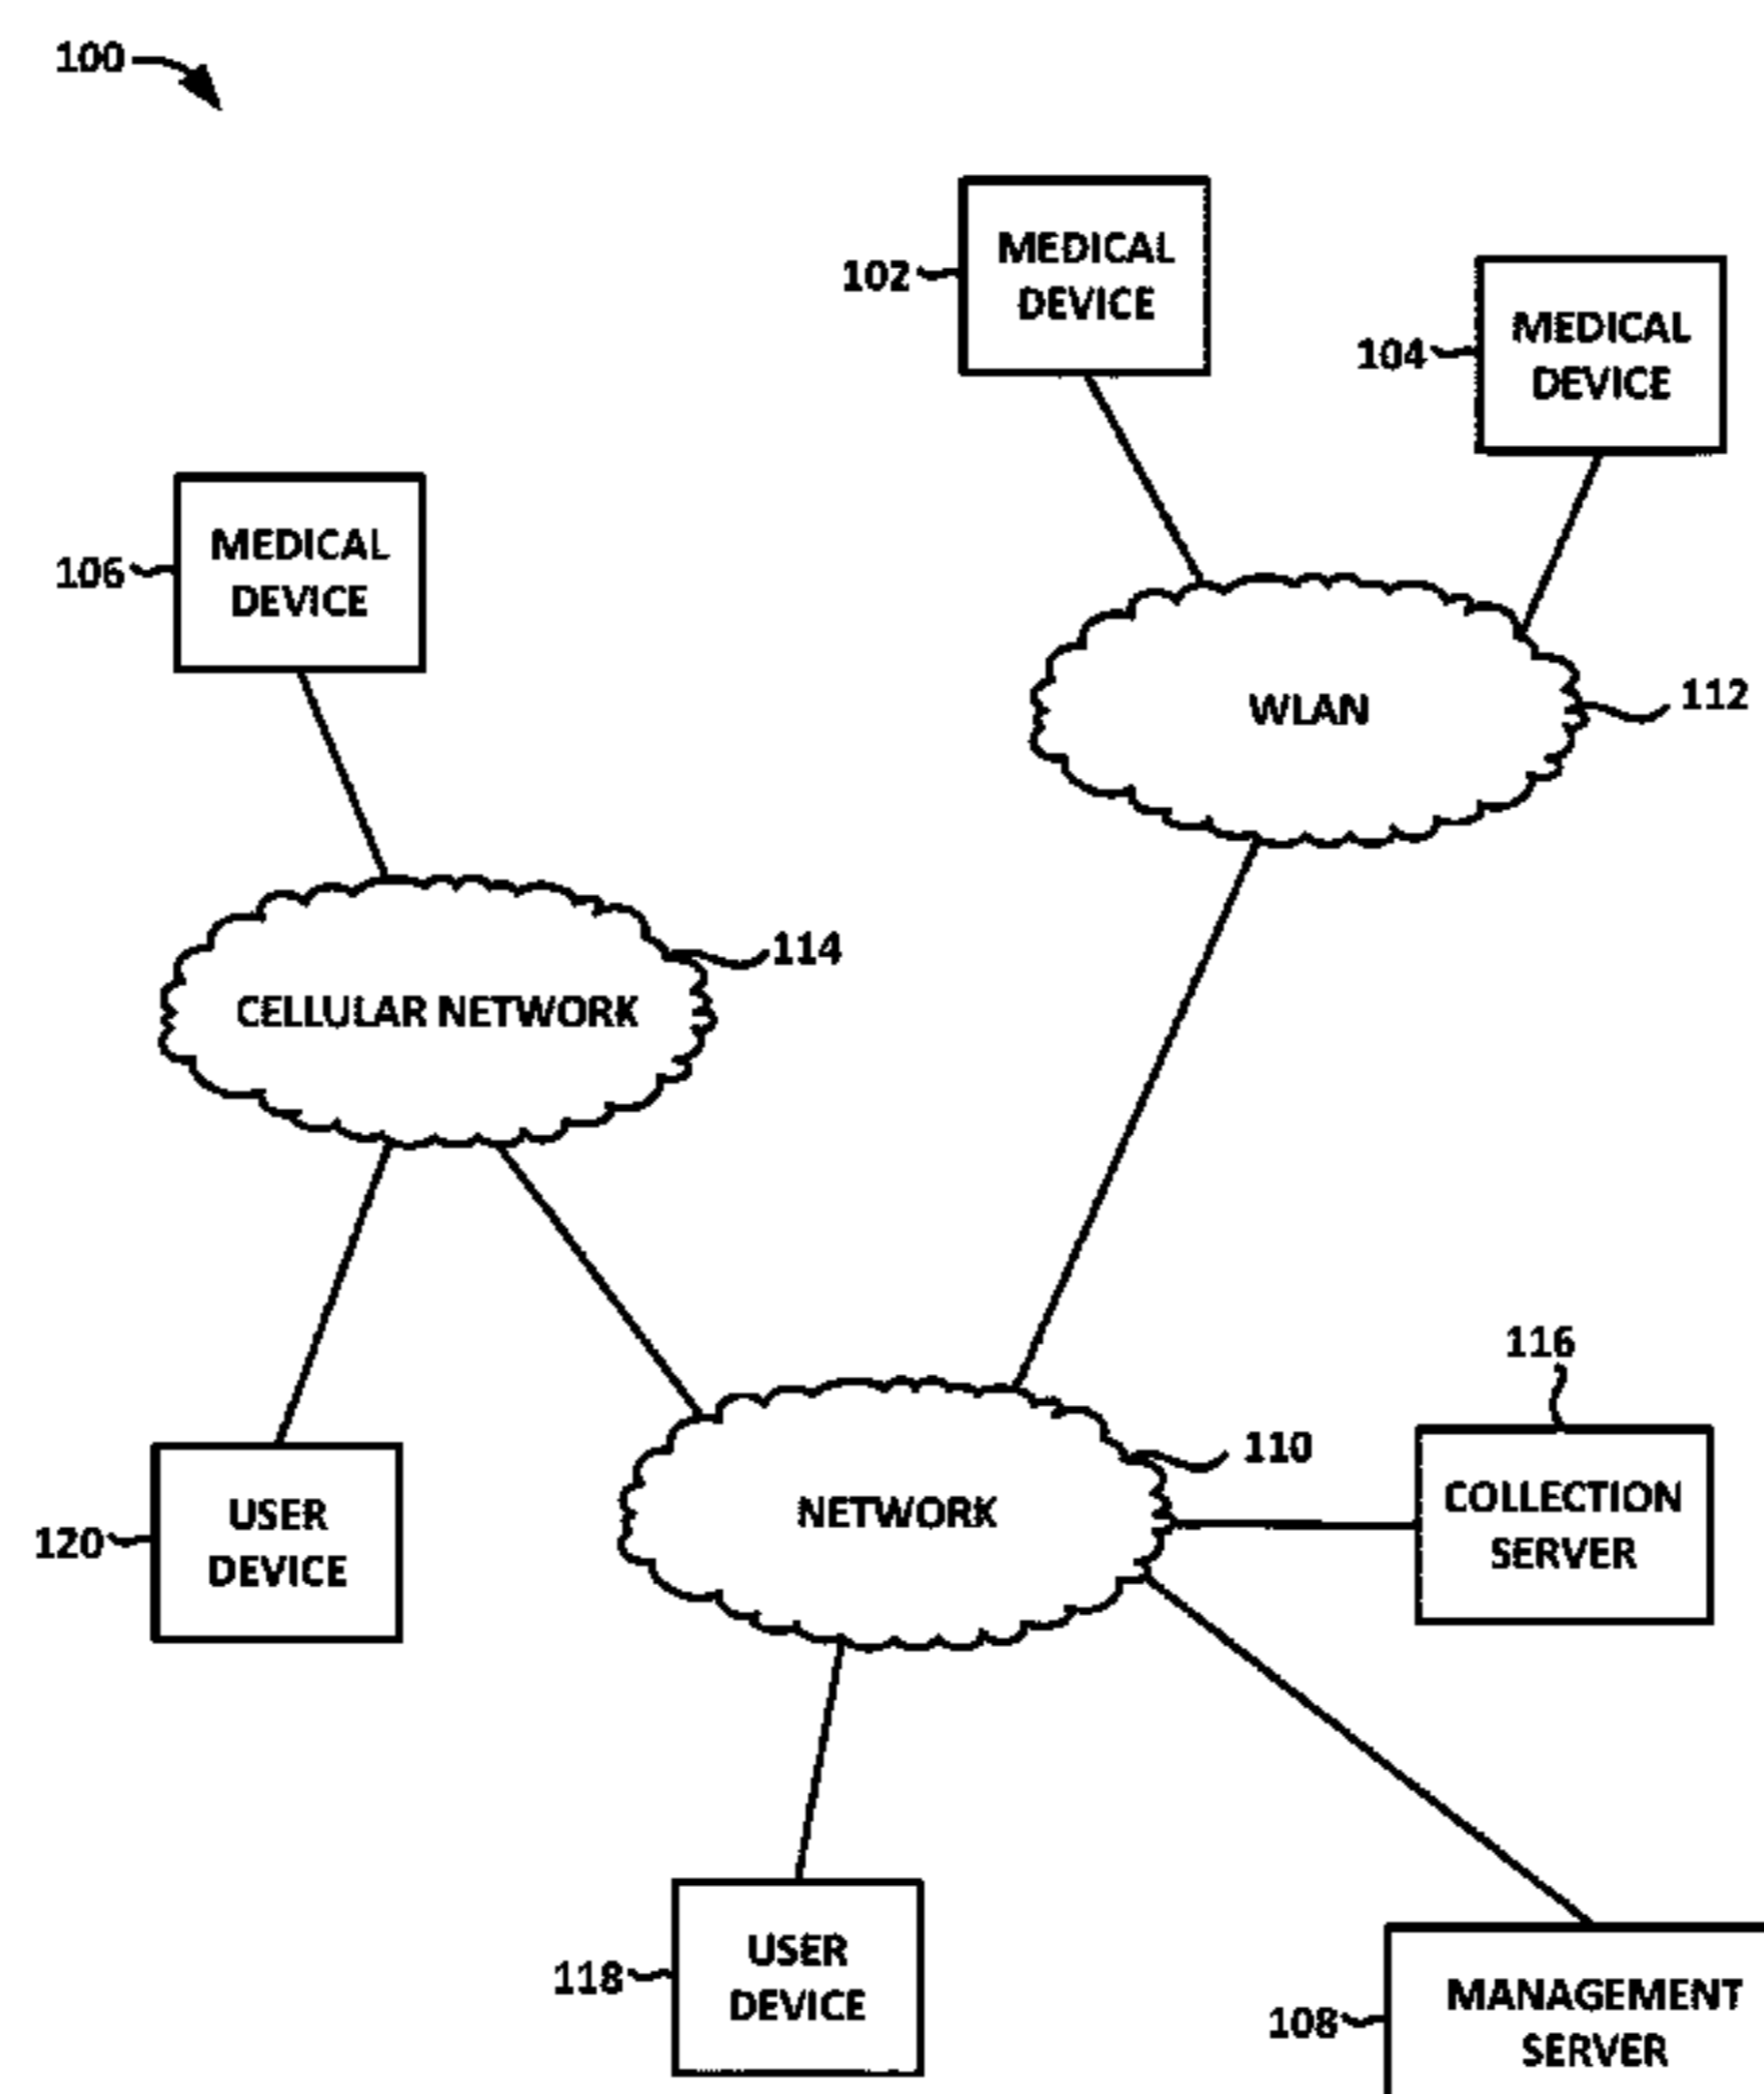 100
102
MEDICAL
DEVICE
104
MEDICAL
DEVICE
106
MEDICAL
DEVICE
WLAN
112
114
CELLULAR NETWORK
116
110
COLLECTION
SERVER
NETWORK
120
USER
DEVICE
118
USER
DEVICE
108
MANAGEMENT
SERVER